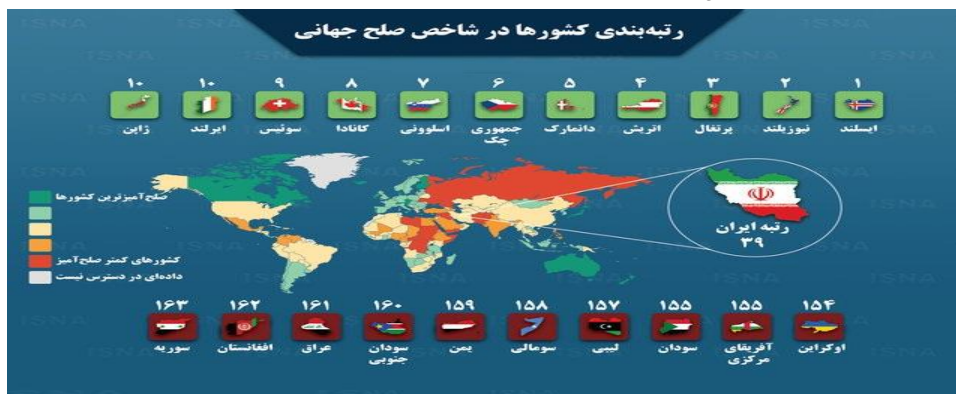 رتبه‌بندی کشورها در شاخص صلح جهانی
۱ ۲ ۳ ۴ ۵ ۶ ۷ ۸ ۹ ۱۰ ۱۰
ایسلند نیوزیلند پرتغال اتریش دانمارک جمهوری چک اسلوونی کانادا سوئیس ایرلند ژاپن
صلح‌آمیزترین کشورها
کشورهای کمتر صلح‌آمیز
داده‌ای در دسترس نیست
رتبه ایران
۳۹
۱۵۴ ۱۵۵ ۱۵۵ ۱۵۷ ۱۵۸ ۱۵۹ ۱۶۰ ۱۶۱ ۱۶۲ ۱۶۳
اوکراین آفریقای مرکزی سودان لیبی سومالی یمن سودان جنوبی عراق افغانستان سوریه
ISNA